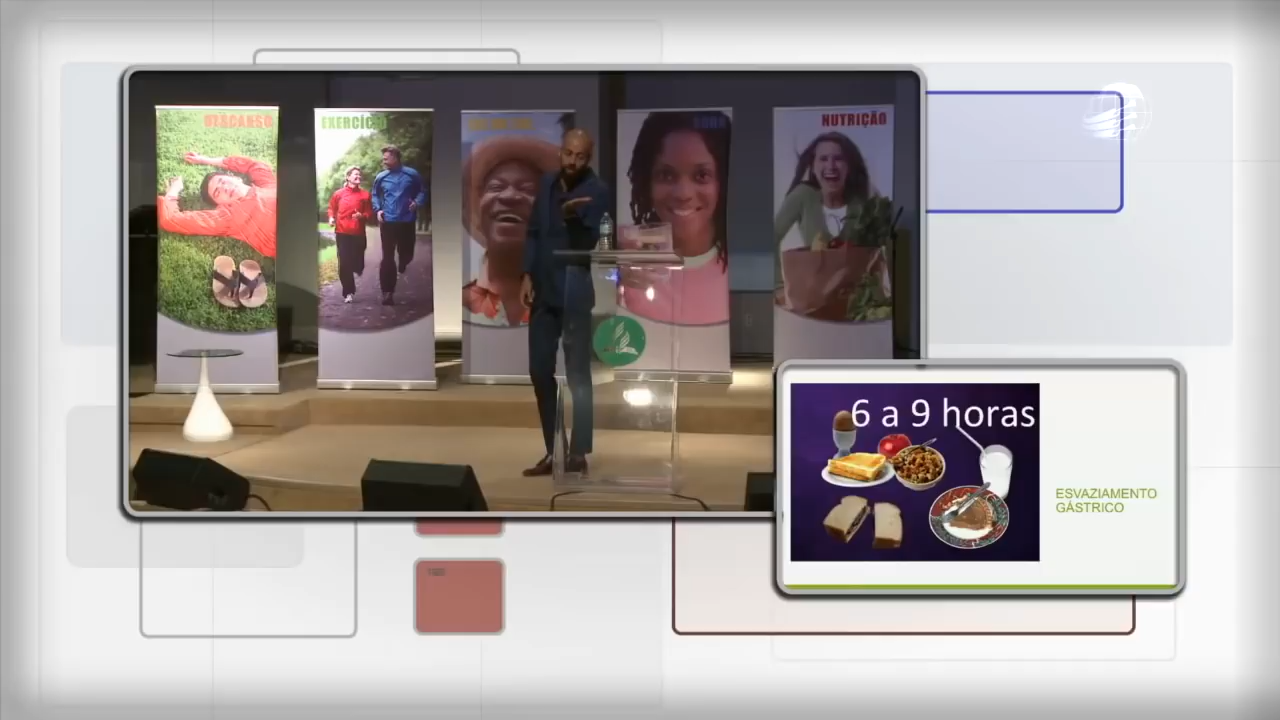 DESCANSO
EXERCÍCIO
NUTRIÇÃO
6 a 9 horas
ESVAZIAMENTO
GÁSTRICO